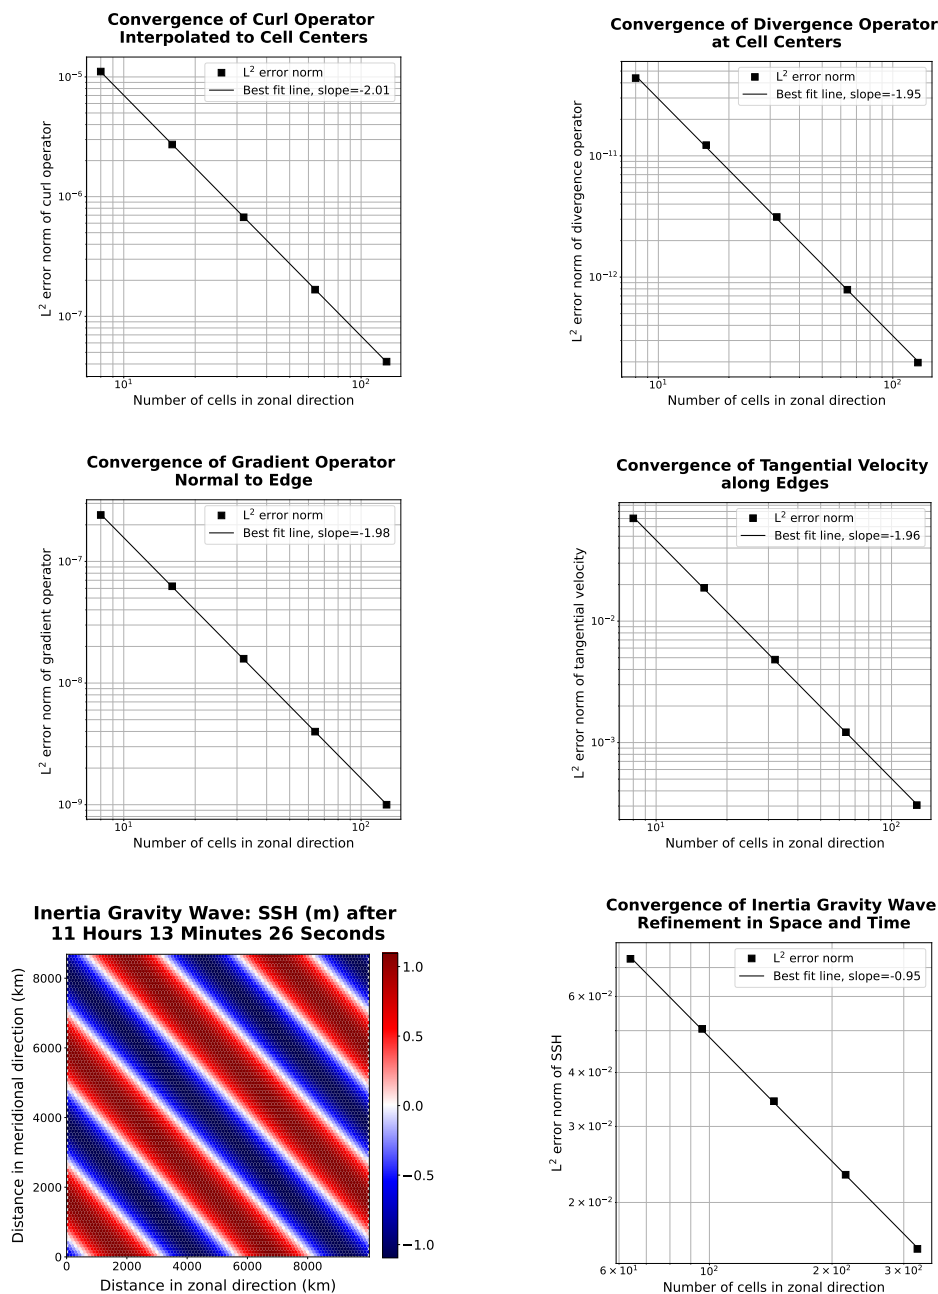 Convergence of Curl Operator
Interpolated to Cell Centers
L² error norm
Best fit line, slope=-2.01
10⁻⁵
10⁻⁶
10⁻⁷
L² error norm of curl operator
10¹
10²
Number of cells in zonal direction
Convergence of Divergence Operator
at Cell Centers
L² error norm
Best fit line, slope=-1.95
10⁻¹¹
10⁻¹²
L² error norm of divergence operator
10¹
10²
Number of cells in zonal direction
Convergence of Gradient Operator
Normal to Edge
L² error norm
Best fit line, slope=-1.98
10⁻⁷
10⁻⁸
10⁻⁹
L² error norm of gradient operator
10¹
10²
Number of cells in zonal direction
Convergence of Tangential Velocity
along Edges
L² error norm
Best fit line, slope=-1.96
10⁻²
10⁻³
L² error norm of tangential velocity
10¹
10²
Number of cells in zonal direction
Inertia Gravity Wave: SSH (m) after
11 Hours 13 Minutes 26 Seconds
8000
6000
4000
2000
0
Distance in meridional direction (km)
0
2000
4000
6000
8000
Distance in zonal direction (km)
1.0
0.5
0.0
−0.5
−1.0
Convergence of Inertia Gravity Wave
Refinement in Space and Time
L² error norm
Best fit line, slope=-0.95
6 × 10⁻²
4 × 10⁻²
3 × 10⁻²
2 × 10⁻²
L² error norm of SSH
6 × 10¹
10²
2 × 10²
3 × 10²
Number of cells in zonal direction